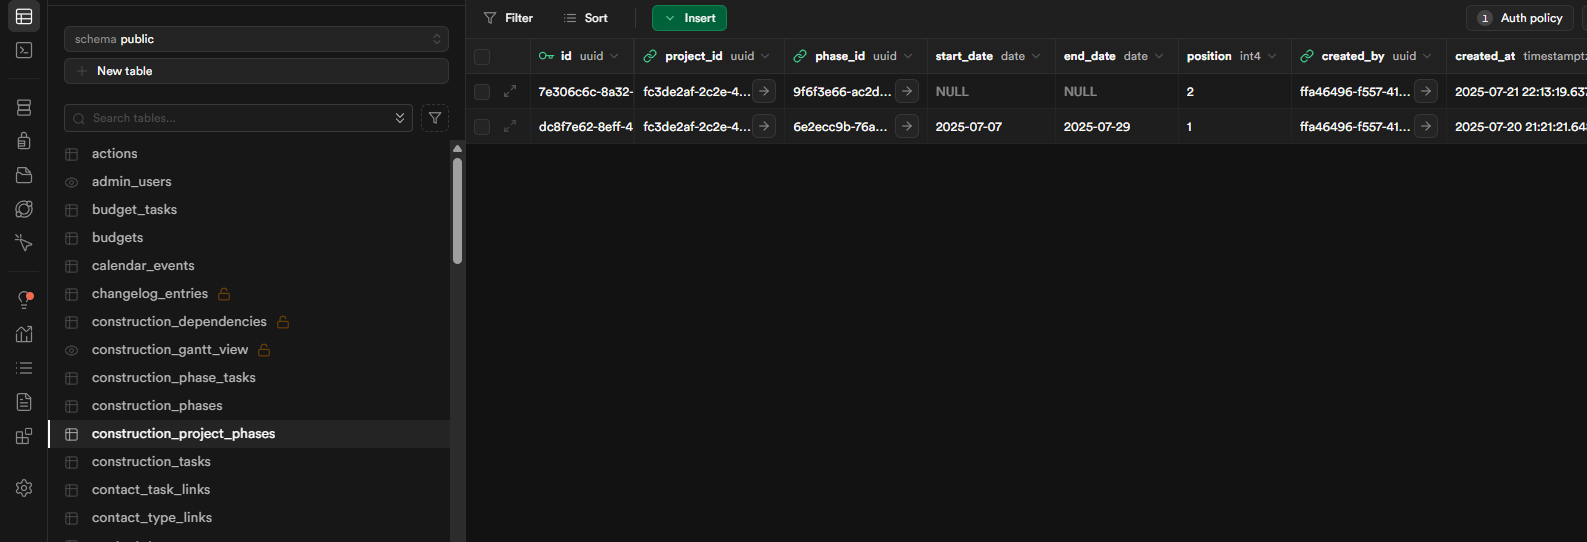 schema public
New table
Search tables...
actions
admin_users
budget_tasks
budgets
calendar_events
changelog_entries
construction_dependencies
construction_gantt_view
construction_phase_tasks
construction_phases
construction_project_phases
construction_tasks
contact_task_links
contact_type_links
Filter Sort Insert 1 Auth policy
id uuid project_id uuid phase_id uuid start_date date end_date date position int4 created_by uuid created_at timestamptz
7e306c6c-8a32- fc3de2af-2c2e-4... 9f6f3e66-ac2d... NULL NULL 2 ffa46496-f557-41... 2025-07-21 22:13:19.637
dc8f7e62-8eff-4 fc3de2af-2c2e-4... 6e2ecc9b-76a... 2025-07-07 2025-07-29 1 ffa46496-f557-41... 2025-07-20 21:21:21.64